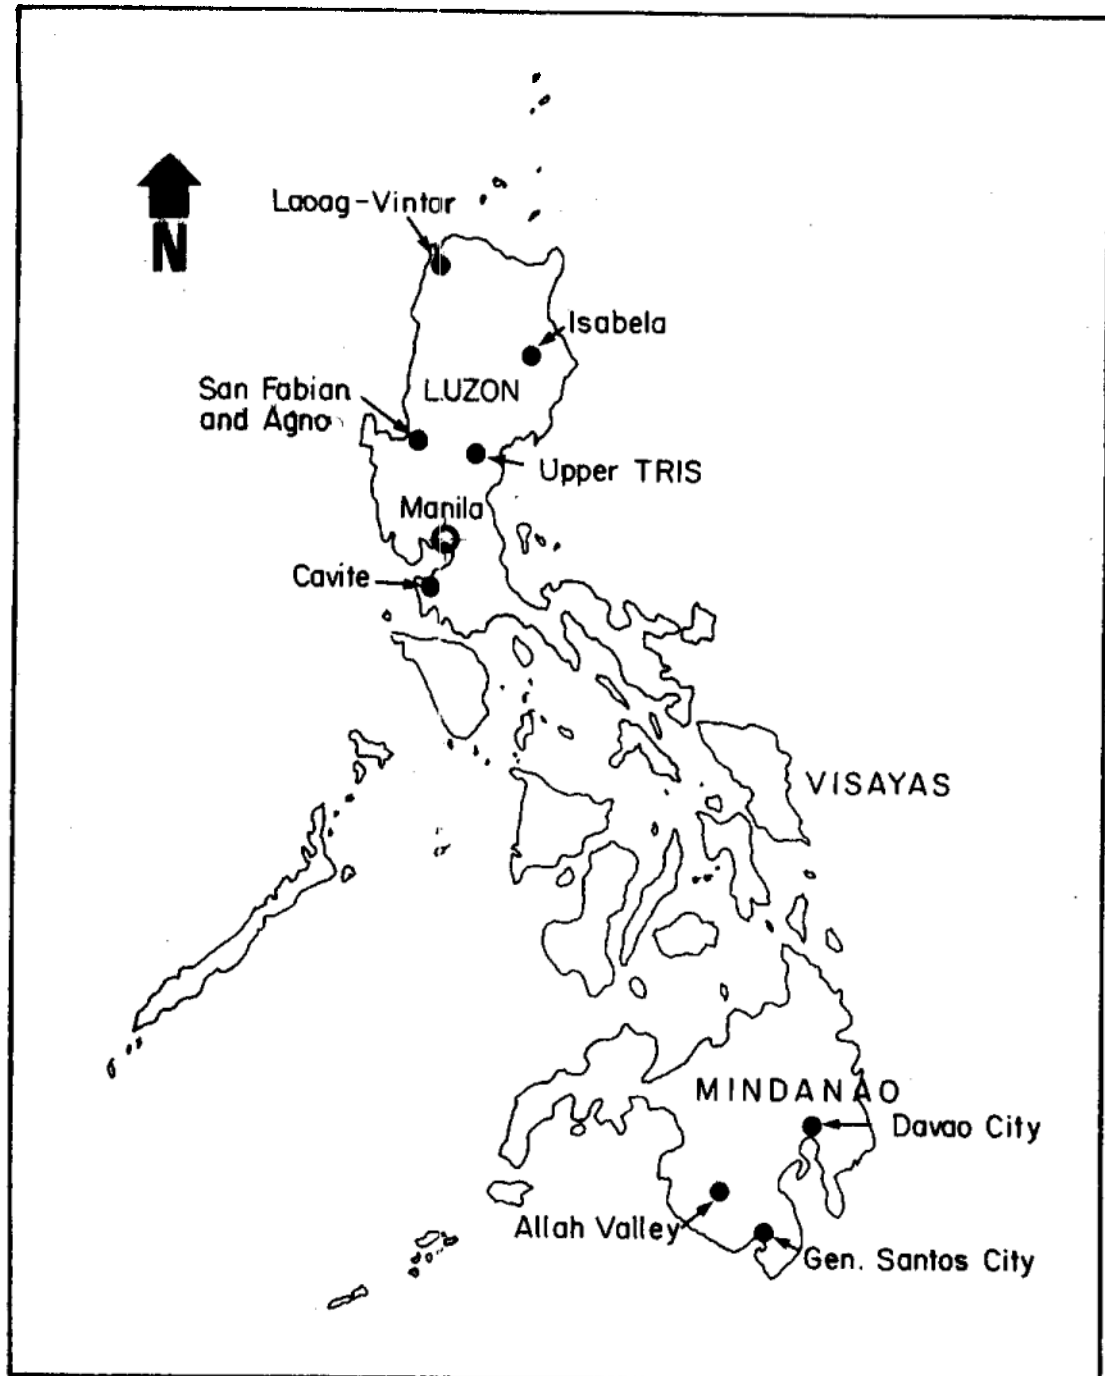 N
Laoag-Vintar
Isabela
San Fabian
and Agno
LUZON
Upper TRIS
Manila
Cavite
VISAYAS
MINDANAO
Davao City
Allah Valley
Gen. Santos City